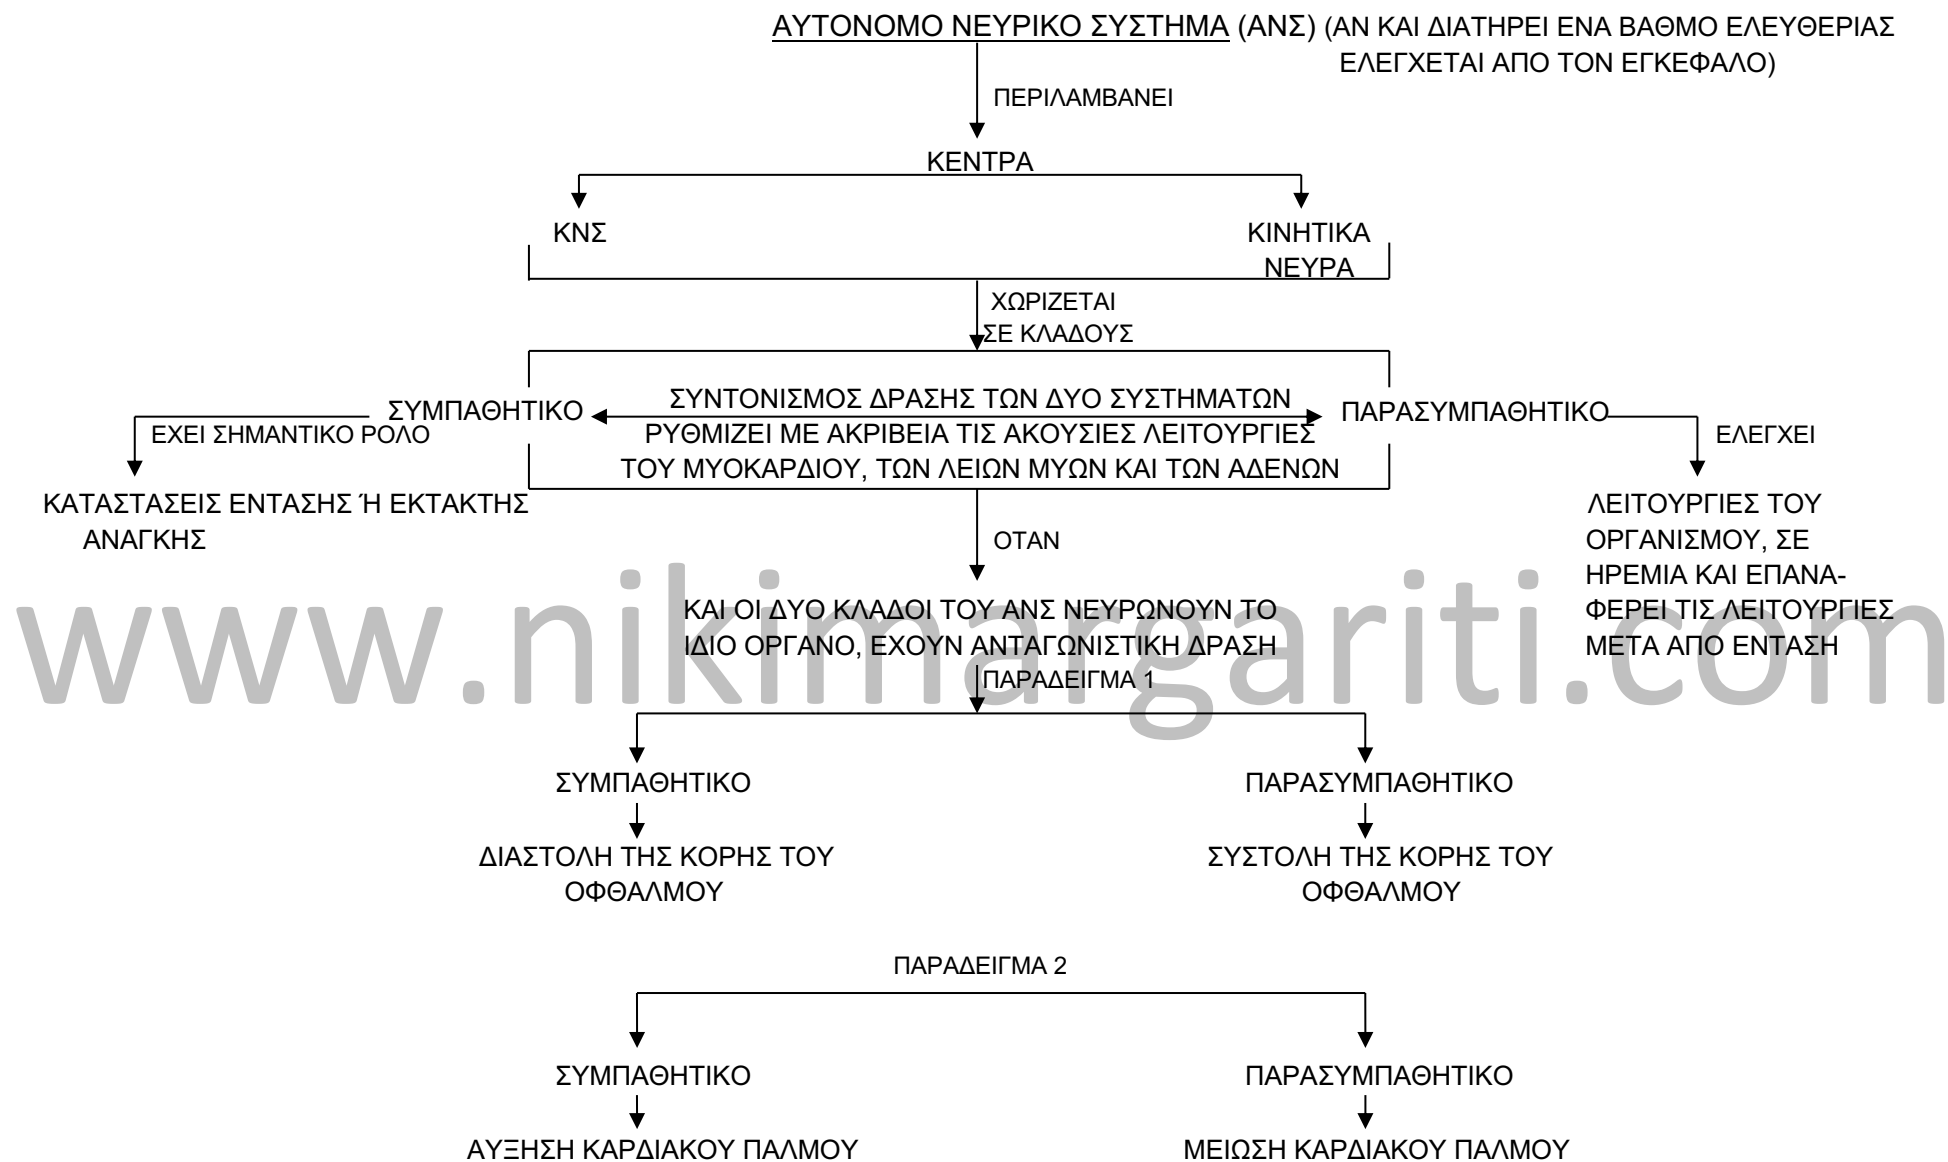 ΑΥΤΟΝΟΜΟ ΝΕΥΡΙΚΟ ΣΥΣΤΗΜΑ (ΑΝΣ) (ΑΝ ΚΑΙ ΔΙΑΤΗΡΕΙ ΕΝΑ ΒΑΘΜΟ ΕΛΕΥΘΕΡΙΑΣ
ΕΛΕΓΧΕΤΑΙ ΑΠΟ ΤΟΝ ΕΓΚΕΦΑΛΟ)
ΠΕΡΙΛΑΜΒΑΝΕΙ
ΚΕΝΤΡΑ
ΚΝΣ
ΚΙΝΗΤΙΚΑ
ΝΕΥΡΑ
ΧΩΡΙΖΕΤΑΙ
ΣΕ ΚΛΑΔΟΥΣ
ΣΥΜΠΑΘΗΤΙΚΟ
ΣΥΝΤΟΝΙΣΜΟΣ ΔΡΑΣΗΣ ΤΩΝ ΔΥΟ ΣΥΣΤΗΜΑΤΩΝ
ΡΥΘΜΙΖΕΙ ΜΕ ΑΚΡΙΒΕΙΑ ΤΙΣ ΑΚΟΥΣΙΕΣ ΛΕΙΤΟΥΡΓΙΕΣ
ΤΟΥ ΜΥΟΚΑΡΔΙΟΥ, ΤΩΝ ΛΕΙΩΝ ΜΥΩΝ ΚΑΙ ΤΩΝ ΑΔΕΝΩΝ
ΠΑΡΑΣΥΜΠΑΘΗΤΙΚΟ
ΕΧΕΙ ΣΗΜΑΝΤΙΚΟ ΡΟΛΟ
ΕΛΕΓΧΕΙ
ΚΑΤΑΣΤΑΣΕΙΣ ΕΝΤΑΣΗΣ Ή ΕΚΤΑΚΤΗΣ
ΑΝΑΓΚΗΣ
ΛΕΙΤΟΥΡΓΙΕΣ ΤΟΥ
ΟΡΓΑΝΙΣΜΟΥ, ΣΕ
ΗΡΕΜΙΑ ΚΑΙ ΕΠΑΝΑ-
ΦΕΡΕΙ ΤΙΣ ΛΕΙΤΟΥΡΓΙΕΣ
ΜΕΤΑ ΑΠΟ ΕΝΤΑΣΗ
ΟΤΑΝ
ΚΑΙ ΟΙ ΔΥΟ ΚΛΑΔΟΙ ΤΟΥ ΑΝΣ ΝΕΥΡΩΝΟΥΝ ΤΟ
ΙΔΙΟ ΟΡΓΑΝΟ, ΕΧΟΥΝ ΑΝΤΑΓΩΝΙΣΤΙΚΗ ΔΡΑΣΗ
www.nikimargariti.com
ΠΑΡΑΔΕΙΓΜΑ 1
ΣΥΜΠΑΘΗΤΙΚΟ
ΠΑΡΑΣΥΜΠΑΘΗΤΙΚΟ
ΔΙΑΣΤΟΛΗ ΤΗΣ ΚΟΡΗΣ ΤΟΥ
ΟΦΘΑΛΜΟΥ
ΣΥΣΤΟΛΗ ΤΗΣ ΚΟΡΗΣ ΤΟΥ
ΟΦΘΑΛΜΟΥ
ΠΑΡΑΔΕΙΓΜΑ 2
ΣΥΜΠΑΘΗΤΙΚΟ
ΠΑΡΑΣΥΜΠΑΘΗΤΙΚΟ
ΑΥΞΗΣΗ ΚΑΡΔΙΑΚΟΥ ΠΑΛΜΟΥ
ΜΕΙΩΣΗ ΚΑΡΔΙΑΚΟΥ ΠΑΛΜΟΥ